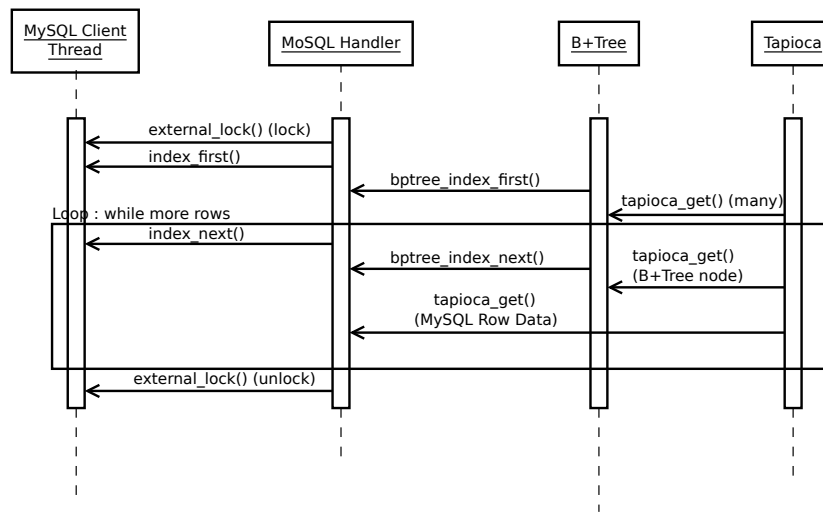 MySQL Client
Thread
MoSQL Handler
B+Tree
Tapioca
external_lock() (lock)
index_first()
bptree_index_first()
tapioca_get() (many)
Loop : while more rows
index_next()
bptree_index_next()
tapioca_get()
(B+Tree node)
tapioca_get()
(MySQL Row Data)
external_lock() (unlock)